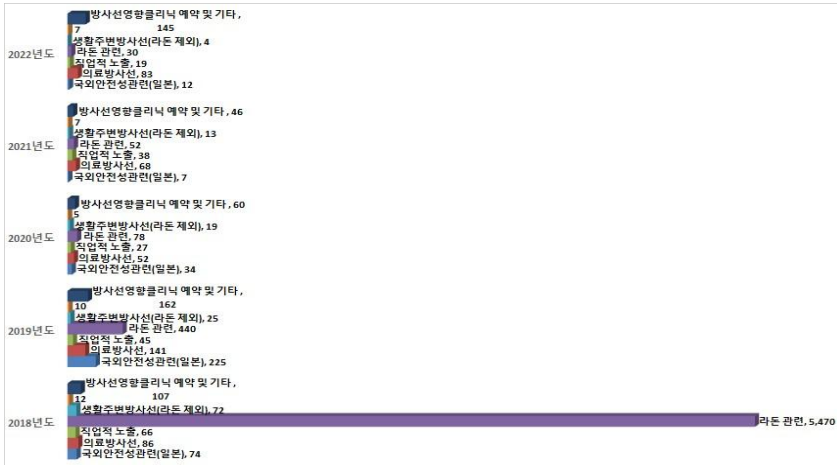 방사선영향클리닉 예약 및 기타 ,
145
7
생활주변방사선(라돈 제외), 4
라돈 관련, 30
2022년도
직업적 노출, 19
의료방사선, 83
국외안전성관련(일본), 12
방사선영향클리닉 예약 및 기타 , 46
7
생활주변방사선(라돈 제외), 13
2021년도
라돈 관련, 52
직업적 노출, 38
의료방사선, 68
국외안전성관련(일본), 7
방사선영향클리닉 예약 및 기타 , 60
5
생활주변방사선(라돈 제외), 19
2020년도
라돈 관련, 78
직업적 노출, 27
의료방사선, 52
국외안전성관련(일본), 34
방사선영향클리닉 예약 및 기타 ,
162
10
생활주변방사선(라돈 제외), 25
2019년도
라돈 관련, 440
직업적 노출, 45
의료방사선, 141
국외안전성관련(일본), 225
방사선영향클리닉 예약 및 기타 ,
107
12
생활주변방사선(라돈 제외), 72
2018년도
라돈 관련, 5,470
직업적 노출, 66
의료방사선, 86
국외안전성관련(일본), 74